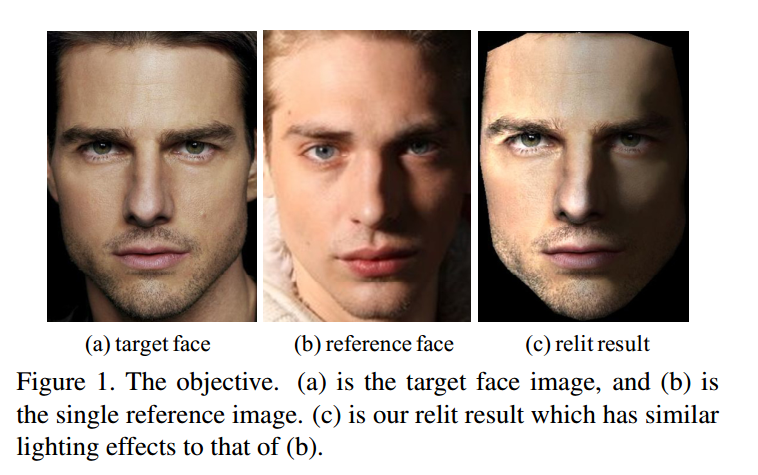 (a) target face
(b) reference face
(c) relit result
Figure 1. The objective. (a) is the target face image, and (b) is
the single reference image. (c) is our relit result which has similar
lighting effects to that of (b).